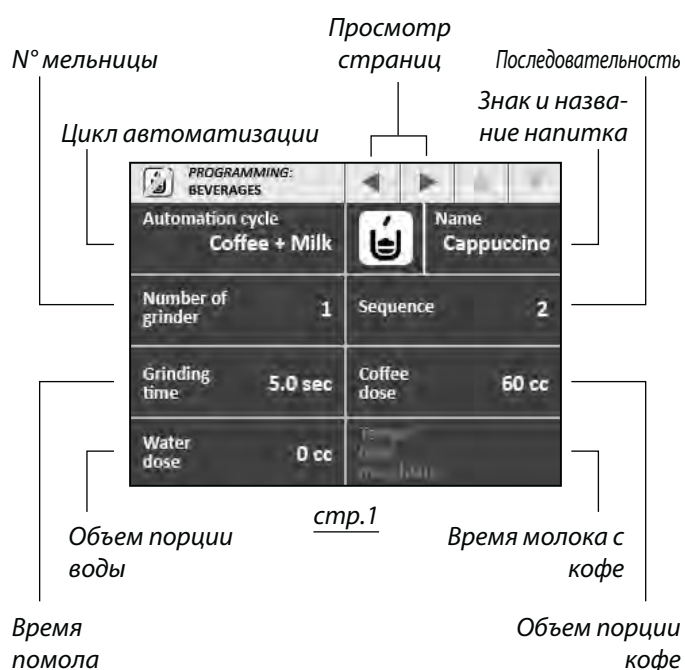 Просмотр
страниц
N° мельницы
Последовательность
Знак и назва-
ние напитка
Цикл автоматизации
PROGRAMMING:
BEVERAGES
Automation cycle
Coffee + Milk
Name
Cappuccino
Number of
grinder
1
Sequence
2
Grinding
time
5.0 sec
Coffee
dose
60 cc
Water
dose
0 cc
стр.1
Объем порции
воды
Время молока с
кофе
Время
помола
Объем порции
кофе